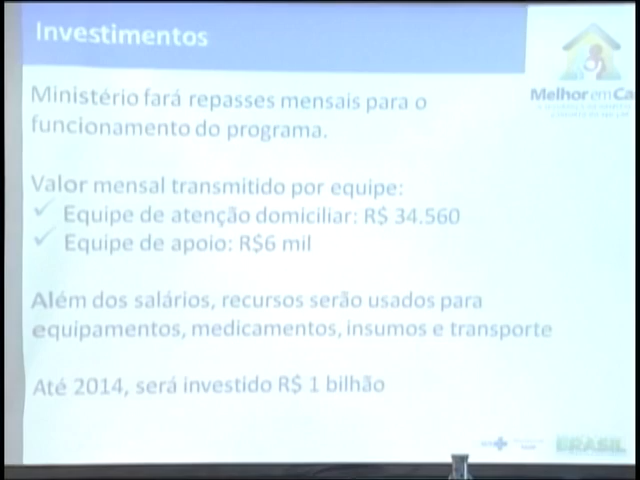 Investimentos
Melhor em Ca
Ministério fará repasses mensais para o
funcionamento do programa.
Valor mensal transmitido por equipe:
Equipe de atenção domiciliar: R$ 34.560
Equipe de apoio: R$6 mil
Além dos salários, recursos serão usados para
equipamentos, medicamentos, insumos e transporte
Até 2014, será investido R$ 1 bilhão
BRASIL